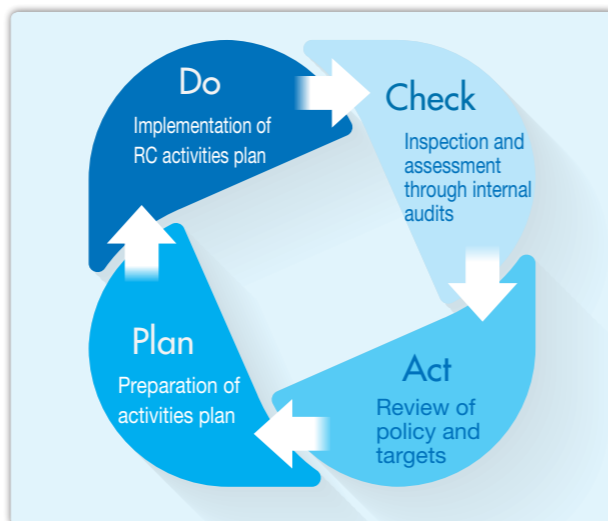 Do
Implementation of
RC activities plan
Check
Inspection and
assessment
through internal
audits
Plan
Preparation of
activities plan
Act
Review of
policy and
targets